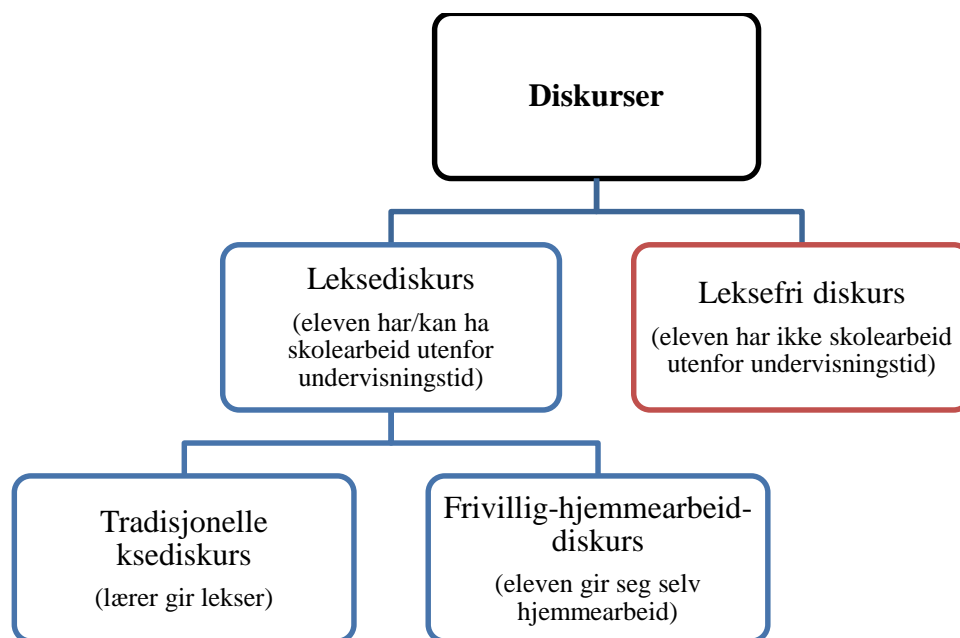 Diskurser
Leksediskurs
(eleven har/kan ha
skolearbeid utenfor
undervisningstid)
Leksefri diskurs
(eleven har ikke skolearbeid
utenfor undervisningstid)
Tradisjonelle
ksediskurs
(lærer gir lekser)
Frivillig-hjemmearbeid-
diskurs
(eleven gir seg selv
hjemmearbeid)